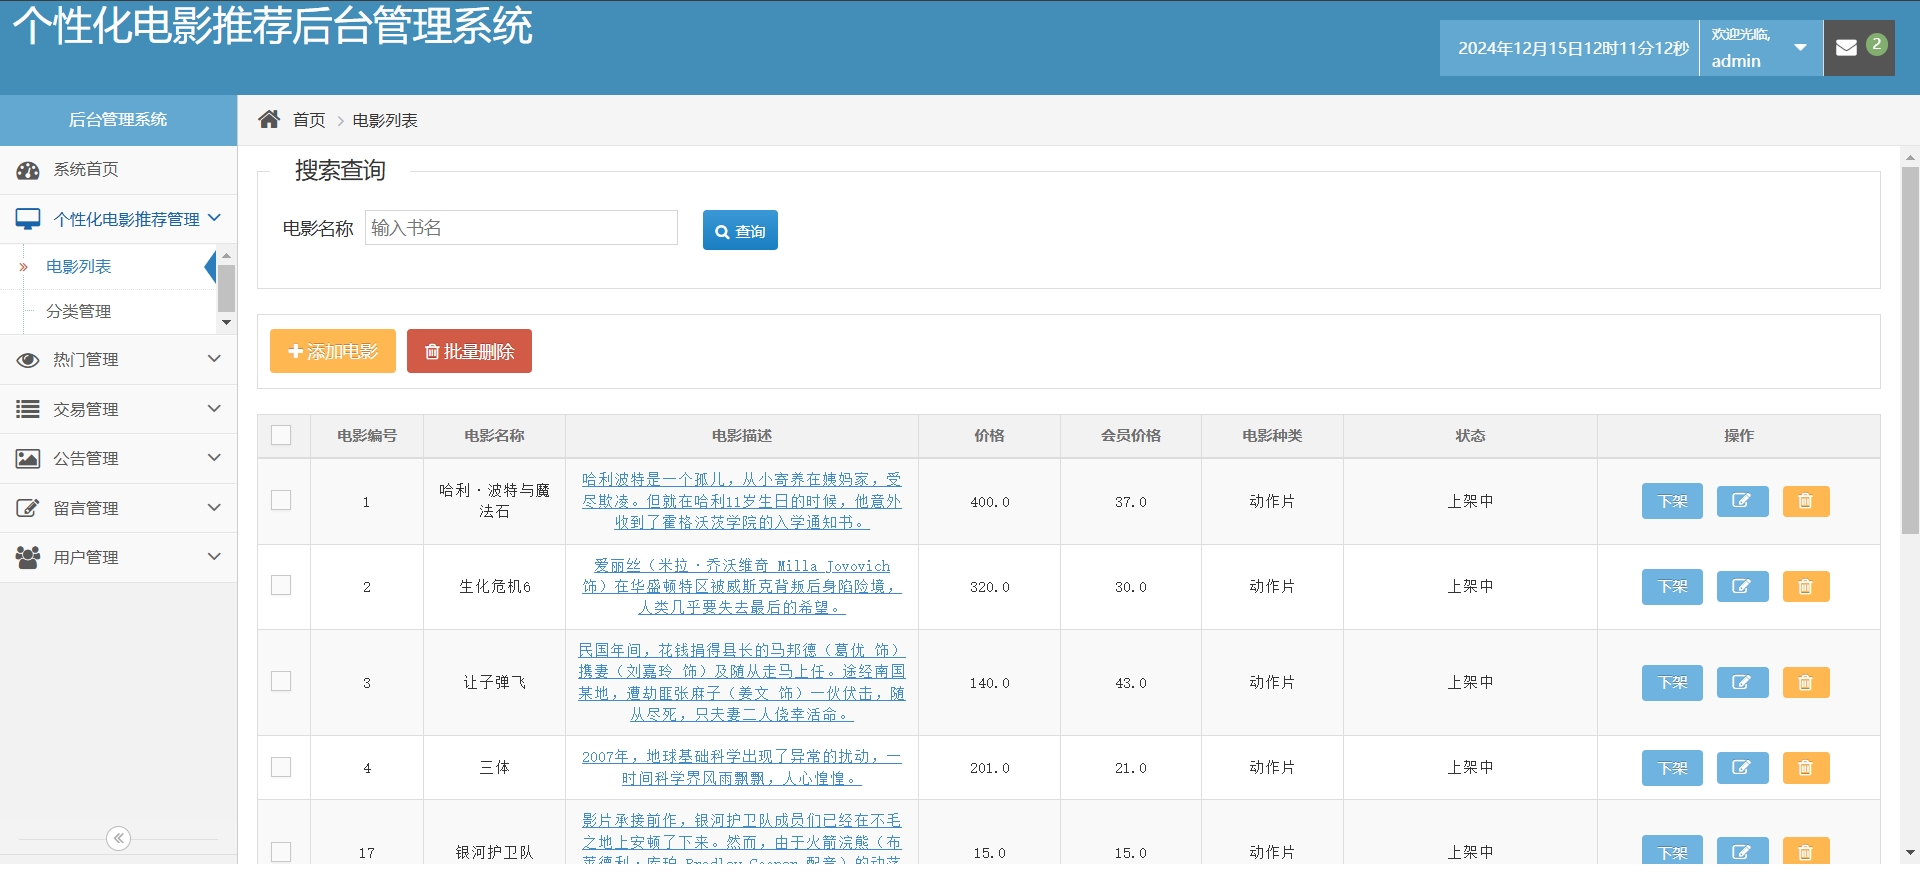 个性化电影推荐后台管理系统
2024年12月15日12时11分12秒
欢迎光临,
admin
2
后台管理系统
首页
电影列表
系统首页
个性化电影推荐管理
电影列表
分类管理
热门管理
交易管理
公告管理
留言管理
用户管理
搜索查询
电影名称
输入书名
查询
添加电影
批量删除
电影编号 电影名称 电影描述 价格 会员价格 电影种类 状态 操作
1
哈利·波特与魔
法石
哈利波特是一个孤儿，从小寄养在姨妈家，受
尽欺凌。但就在哈利11岁生日的时候，他意外
收到了霍格沃茨学院的入学通知书。
400.0 37.0 动作片 上架中 下架
2
生化危机6
爱丽丝（米拉·乔沃维奇 Milla Jovovich
饰）在华盛顿特区被威斯克背叛后身陷险境，
人类几乎要失去最后的希望。
320.0 30.0 动作片 上架中 下架
3
让子弹飞
民国年间，花钱捐得县长的马邦德（葛优 饰）
携妻（刘嘉玲 饰）及随从走马上任。途经南国
某地，遭劫匪张麻子（姜文 饰）一伙伏击，随
从尽死，只夫妻二人侥幸活命。
140.0 43.0 动作片 上架中 下架
4
三体
2007年，地球基础科学出现了异常的扰动，一
时间科学界风雨飘飘，人心惶惶。
201.0 21.0 动作片 上架中 下架
17
银河护卫队
影片承接前作，银河护卫队成员们已经在不毛
之地上安顿了下来。然而，由于火箭浣熊（布
莱德利·库珀 Bradley Cooper 配音）的动荡
15.0 15.0 动作片 上架中 下架